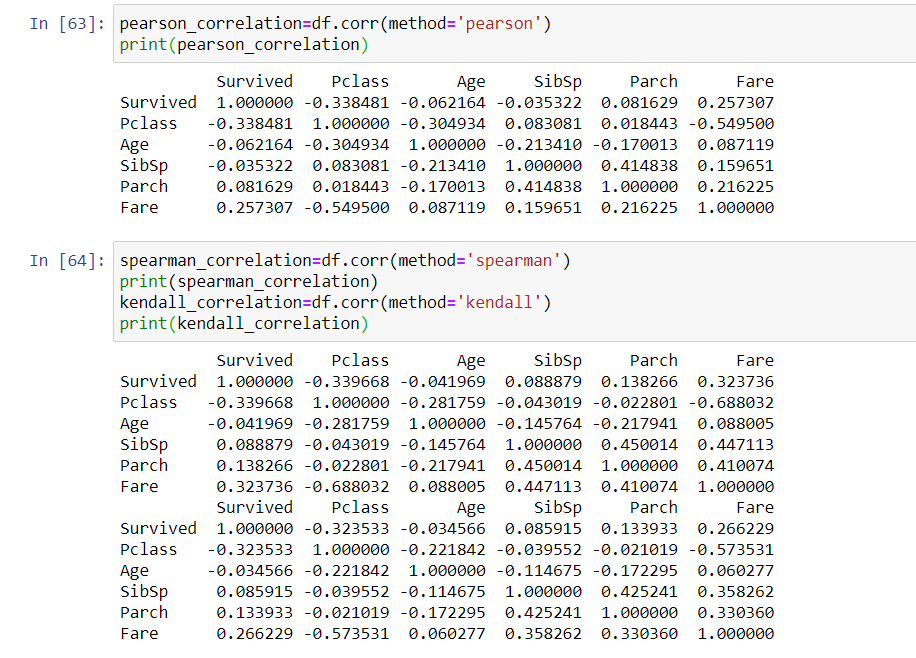 In [63]: pearson_correlation=df.corr(method='pearson')
print(pearson_correlation)
Survived Pclass Age SibSp Parch Fare
Survived 1.000000 -0.338481 -0.062164 -0.035322 0.081629 0.257307
Pclass -0.338481 1.000000 -0.304934 0.083081 0.018443 -0.549500
Age -0.062164 -0.304934 1.000000 -0.213410 -0.170013 0.087119
SibSp -0.035322 0.083081 -0.213410 1.000000 0.414838 0.159651
Parch 0.081629 0.018443 -0.170013 0.414838 1.000000 0.216225
Fare 0.257307 -0.549500 0.087119 0.159651 0.216225 1.000000
In [64]: spearman_correlation=df.corr(method='spearman')
print(spearman_correlation)
kendall_correlation=df.corr(method='kendall')
print(kendall_correlation)
Survived Pclass Age SibSp Parch Fare
Survived 1.000000 -0.339668 -0.041969 0.088879 0.138266 0.323736
Pclass -0.339668 1.000000 -0.281759 -0.043019 -0.022801 -0.688032
Age -0.041969 -0.281759 1.000000 -0.145764 -0.217941 0.088005
SibSp 0.088879 -0.043019 -0.145764 1.000000 0.450014 0.447113
Parch 0.138266 -0.022801 -0.217941 0.450014 1.000000 0.410074
Fare 0.323736 -0.688032 0.088005 0.447113 0.410074 1.000000
Survived Pclass Age SibSp Parch Fare
Survived 1.000000 -0.323533 -0.034566 0.085915 0.133933 0.266229
Pclass -0.323533 1.000000 -0.221842 -0.039552 -0.021019 -0.573531
Age -0.034566 -0.221842 1.000000 -0.114675 -0.172295 0.060277
SibSp 0.085915 -0.039552 -0.114675 1.000000 0.425241 0.358262
Parch 0.133933 -0.021019 -0.172295 0.425241 1.000000 0.330360
Fare 0.266229 -0.573531 0.060277 0.358262 0.330360 1.000000